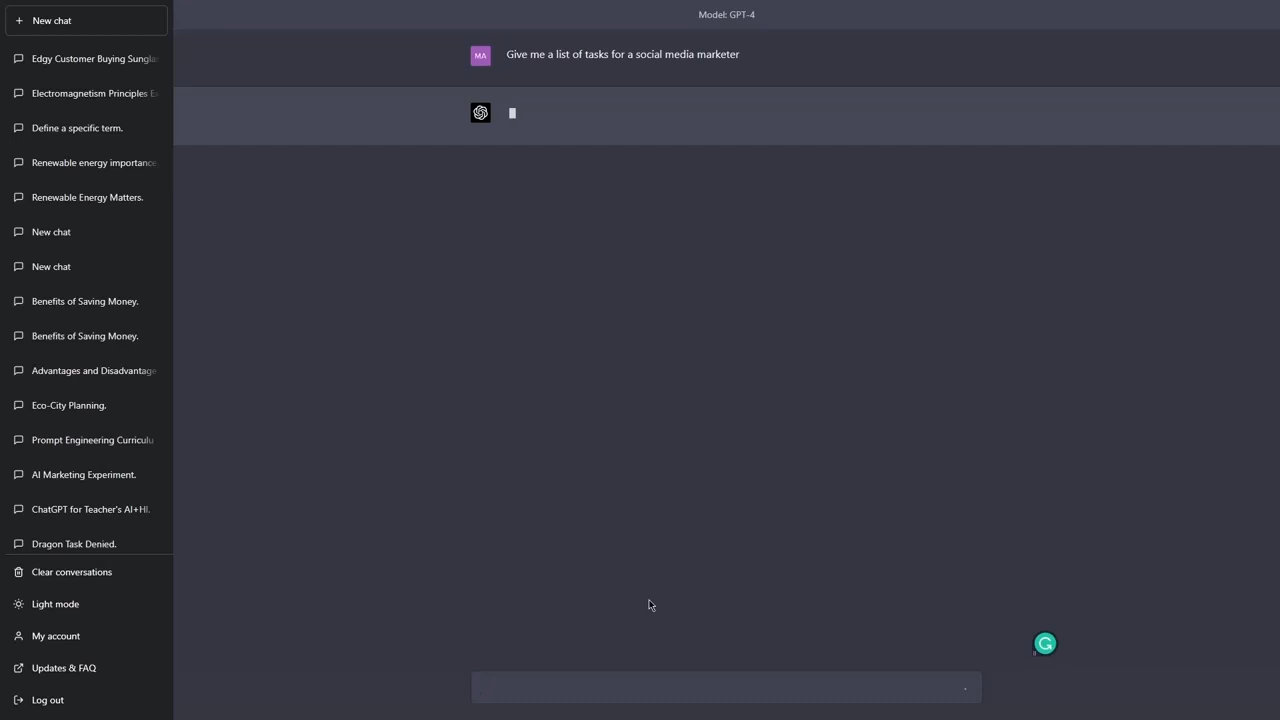 New chat
Edgy Customer Buying Sungla
Electromagnetism Principles Ex
Define a specific term.
Renewable energy importance.
Renewable Energy Matters.
New chat
New chat
Benefits of Saving Money.
Benefits of Saving Money.
Advantages and Disadvantage
Eco-City Planning.
Prompt Engineering Curriculu
AI Marketing Experiment.
ChatGPT for Teacher's AI+HI.
Dragon Task Denied.
Clear conversations
Light mode
My account
Updates & FAQ
Log out
Model: GPT-4
MA Give me a list of tasks for a social media marketer